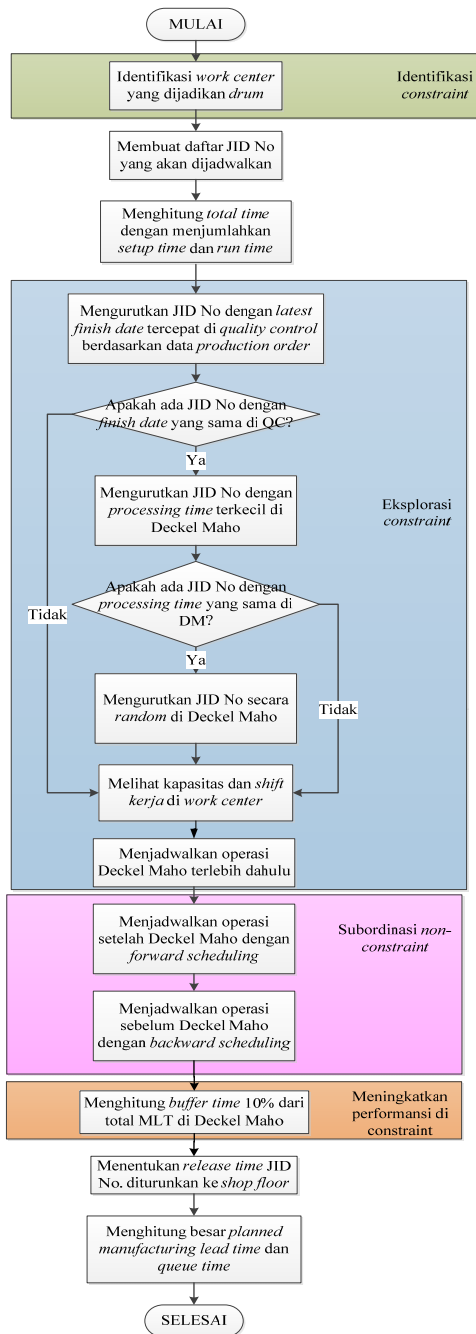 MULAI
Identifikasi work center
yang dijadikan drum
Identifikasi
constraint
Membuat daftar JID No
yang akan dijadwalkan
Menghitung total time
dengan menjumlahkan
setup time dan run time
Mengurutkan JID No dengan latest
finish date tercepat di quality control
berdasarkan data production order
Apakah ada JID No dengan
finish date yang sama di QC?
Ya
Mengurutkan JID No dengan
processing time terkecil di
Deckel Maho
Eksplorasi
constraint
Apakah ada JID No dengan
processing time yang sama di
DM?
Tidak
Ya
Mengurutkan JID No secara
random di Deckel Maho
Tidak
Melihat kapasitas dan shift
kerja di work center
Menjadwalkan operasi
Deckel Maho terlebih dahulu
Menjadwalkan operasi
setelah Deckel Maho dengan
forward scheduling
Subordinasi non-
constraint
Menjadwalkan operasi
sebelum Deckel Maho
dengan backward scheduling
Menghitung buffer time 10% dari
total MLT di Deckel Maho
Meningkatkan
performansi di
constraint
Menentukan release time JID
No. diturunkan ke shop floor
Menghitung besar planned
manufacturing lead time dan
queue time
SELESAI